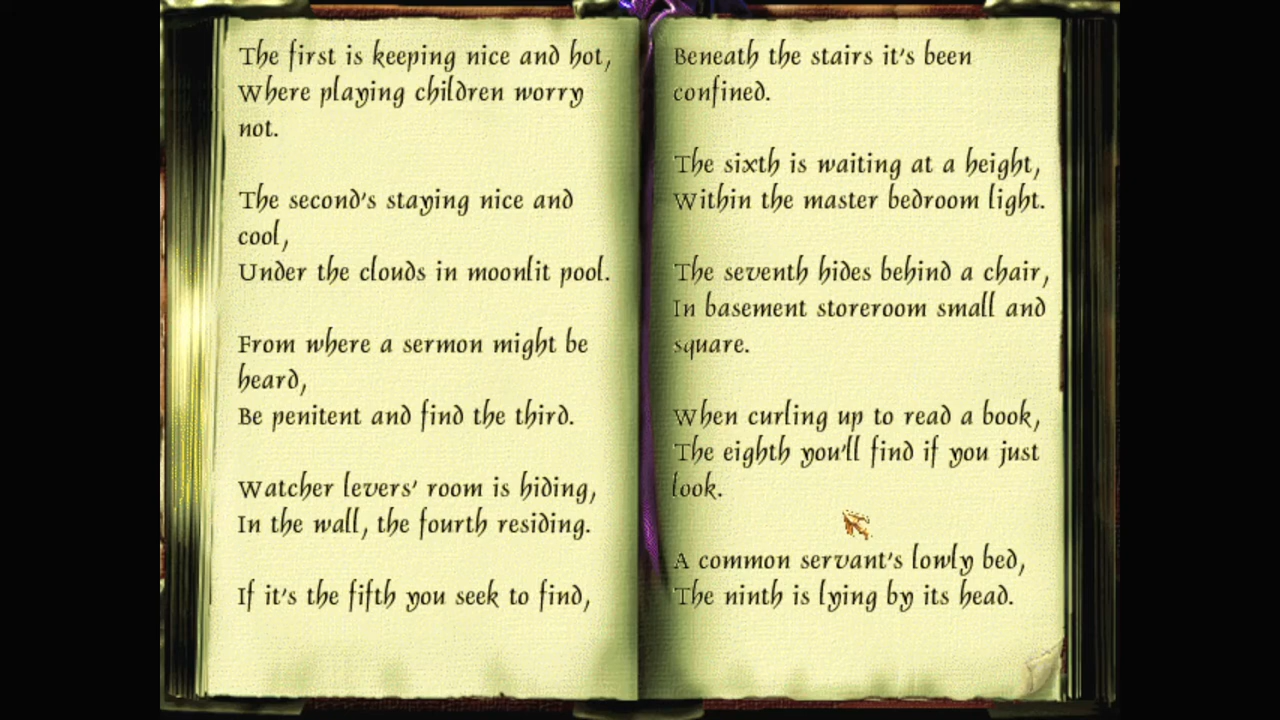 The first is keeping nice and hot,
Where playing children worry
not.
The second's staying nice and
cool,
Under the clouds in moonlit pool.
From where a sermon might be
heard,
Be penitent and find the third.
Watcher levers' room is hiding,
In the wall, the fourth residing.
If it's the fifth you seek to find,
Beneath the stairs it's been
confined.
The sixth is waiting at a height,
Within the master bedroom light.
The seventh hides behind a chair,
In basement storeroom small and
square.
When curling up to read a book,
The eighth you'll find if you just
look.
A common servant's lowly bed,
The ninth is lying by its head.